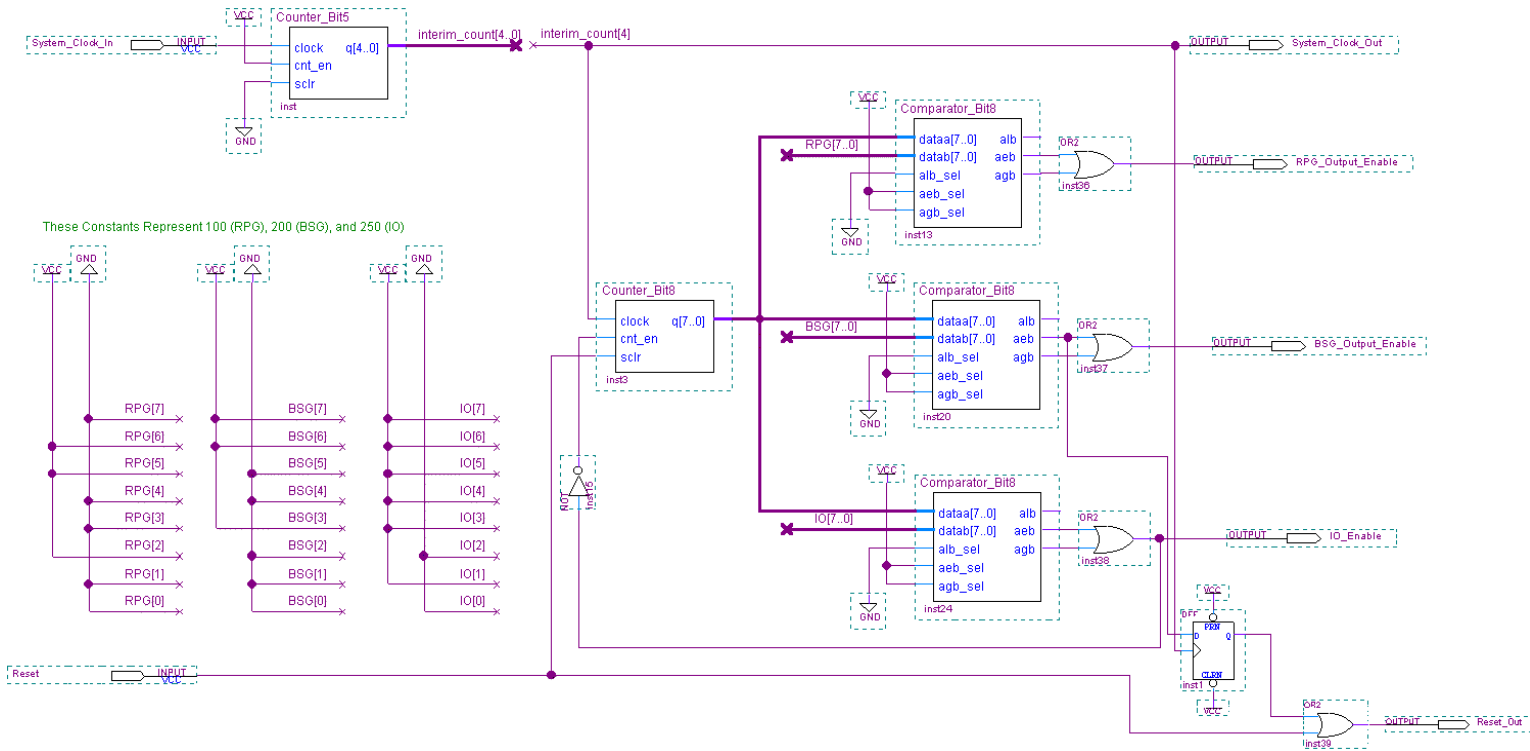 VCC
Counter_Bit5
System_Clock_In
INPUT
VCC
clock
q[4..0]
cnt_en
sclr
inst
GND
interim_count[4..0]
interim_count[4]
OUTPUT
System_Clock_Out
VCC
Comparator_Bit8
RPG[7..0]
dataa[7..0]
alb
datab[7..0]
aeb
alb_sel
agb
aeb_sel
agb_sel
inst13
GND
OR2
inst36
OUTPUT
RPG_Output_Enable
These Constants Represent 100 (RPG), 200 (BSG), and 250 (IO)
VCC
GND
VCC
GND
VCC
GND
RPG[7]
RPG[6]
RPG[5]
RPG[4]
RPG[3]
RPG[2]
RPG[1]
RPG[0]
BSG[7]
BSG[6]
BSG[5]
BSG[4]
BSG[3]
BSG[2]
BSG[1]
BSG[0]
IO[7]
IO[6]
IO[5]
IO[4]
IO[3]
IO[2]
IO[1]
IO[0]
Counter_Bit8
clock
q[7..0]
cnt_en
sclr
inst3
NOT
inst15
VCC
Comparator_Bit8
BSG[7..0]
dataa[7..0]
alb
datab[7..0]
aeb
alb_sel
agb
aeb_sel
agb_sel
inst20
GND
OR2
inst37
OUTPUT
BSG_Output_Enable
VCC
Comparator_Bit8
IO[7..0]
dataa[7..0]
alb
datab[7..0]
aeb
alb_sel
agb
aeb_sel
agb_sel
inst24
GND
OR2
inst38
OUTPUT
IO_Enable
VCC
DFF
PRN
D
Q
CLRN
inst1
VCC
Reset
INPUT
VCC
OR2
inst39
OUTPUT
Reset_Out